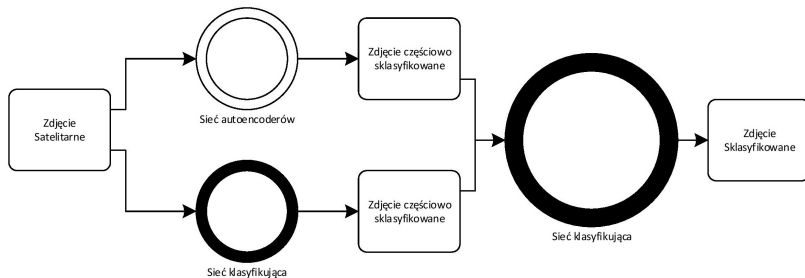 Zdjęcie
Satelitarne
Sieć autoencoderów
Zdjęcie częściowo
sklasyfikowane
Sieć klasyfikująca
Zdjęcie częściowo
sklasyfikowane
Sieć klasyfikująca
Zdjęcie
Sklasyfikowane